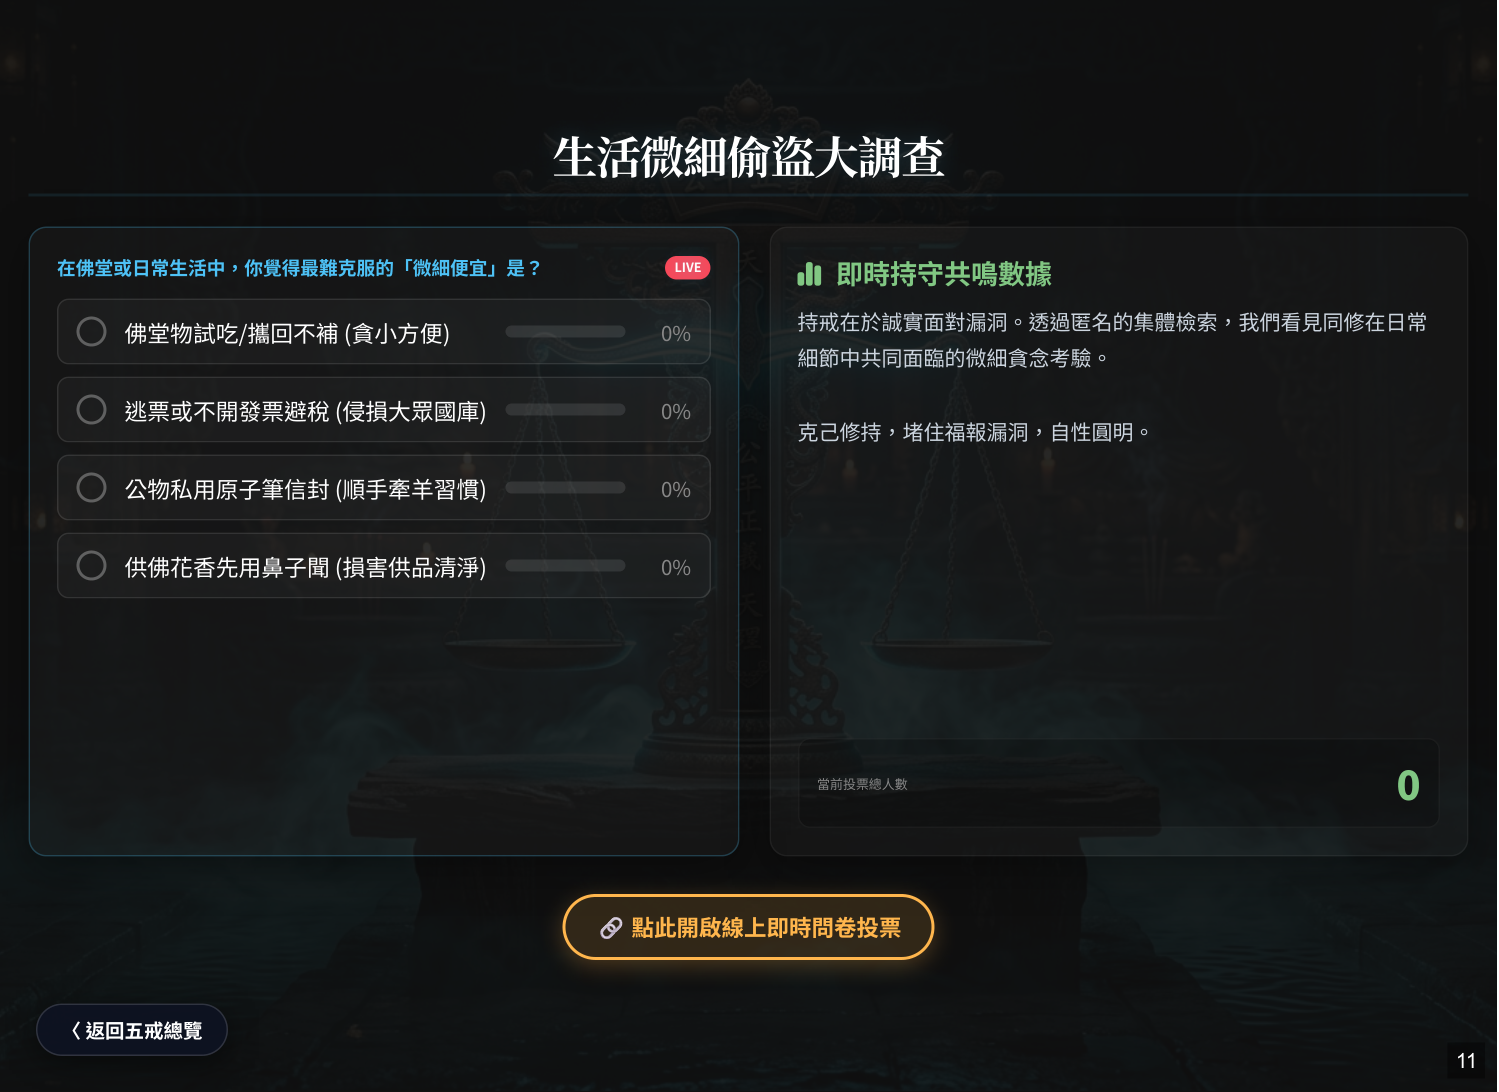 生活微細偷盜大調查
在佛堂或日常生活中，你覺得最難克服的「微細便宜」是？
LIVE
佛堂物試吃/攜回不補 (貪小方便)
0%
逃票或不開發票避稅 (侵損大眾國庫)
0%
公物私用原子筆信封 (順手牽羊習慣)
0%
供佛花香先用鼻子聞 (損害供品清淨)
0%
即時持守共鳴數據
持戒在於誠實面對漏洞。透過匿名的集體檢索，我們看見同修在日常
細節中共同面臨的微細貪念考驗。
克己修持，堵住福報漏洞，自性圓明。
當前投票總人數
0
點此開啟線上即時問卷投票
〈 返回五戒總覽
11